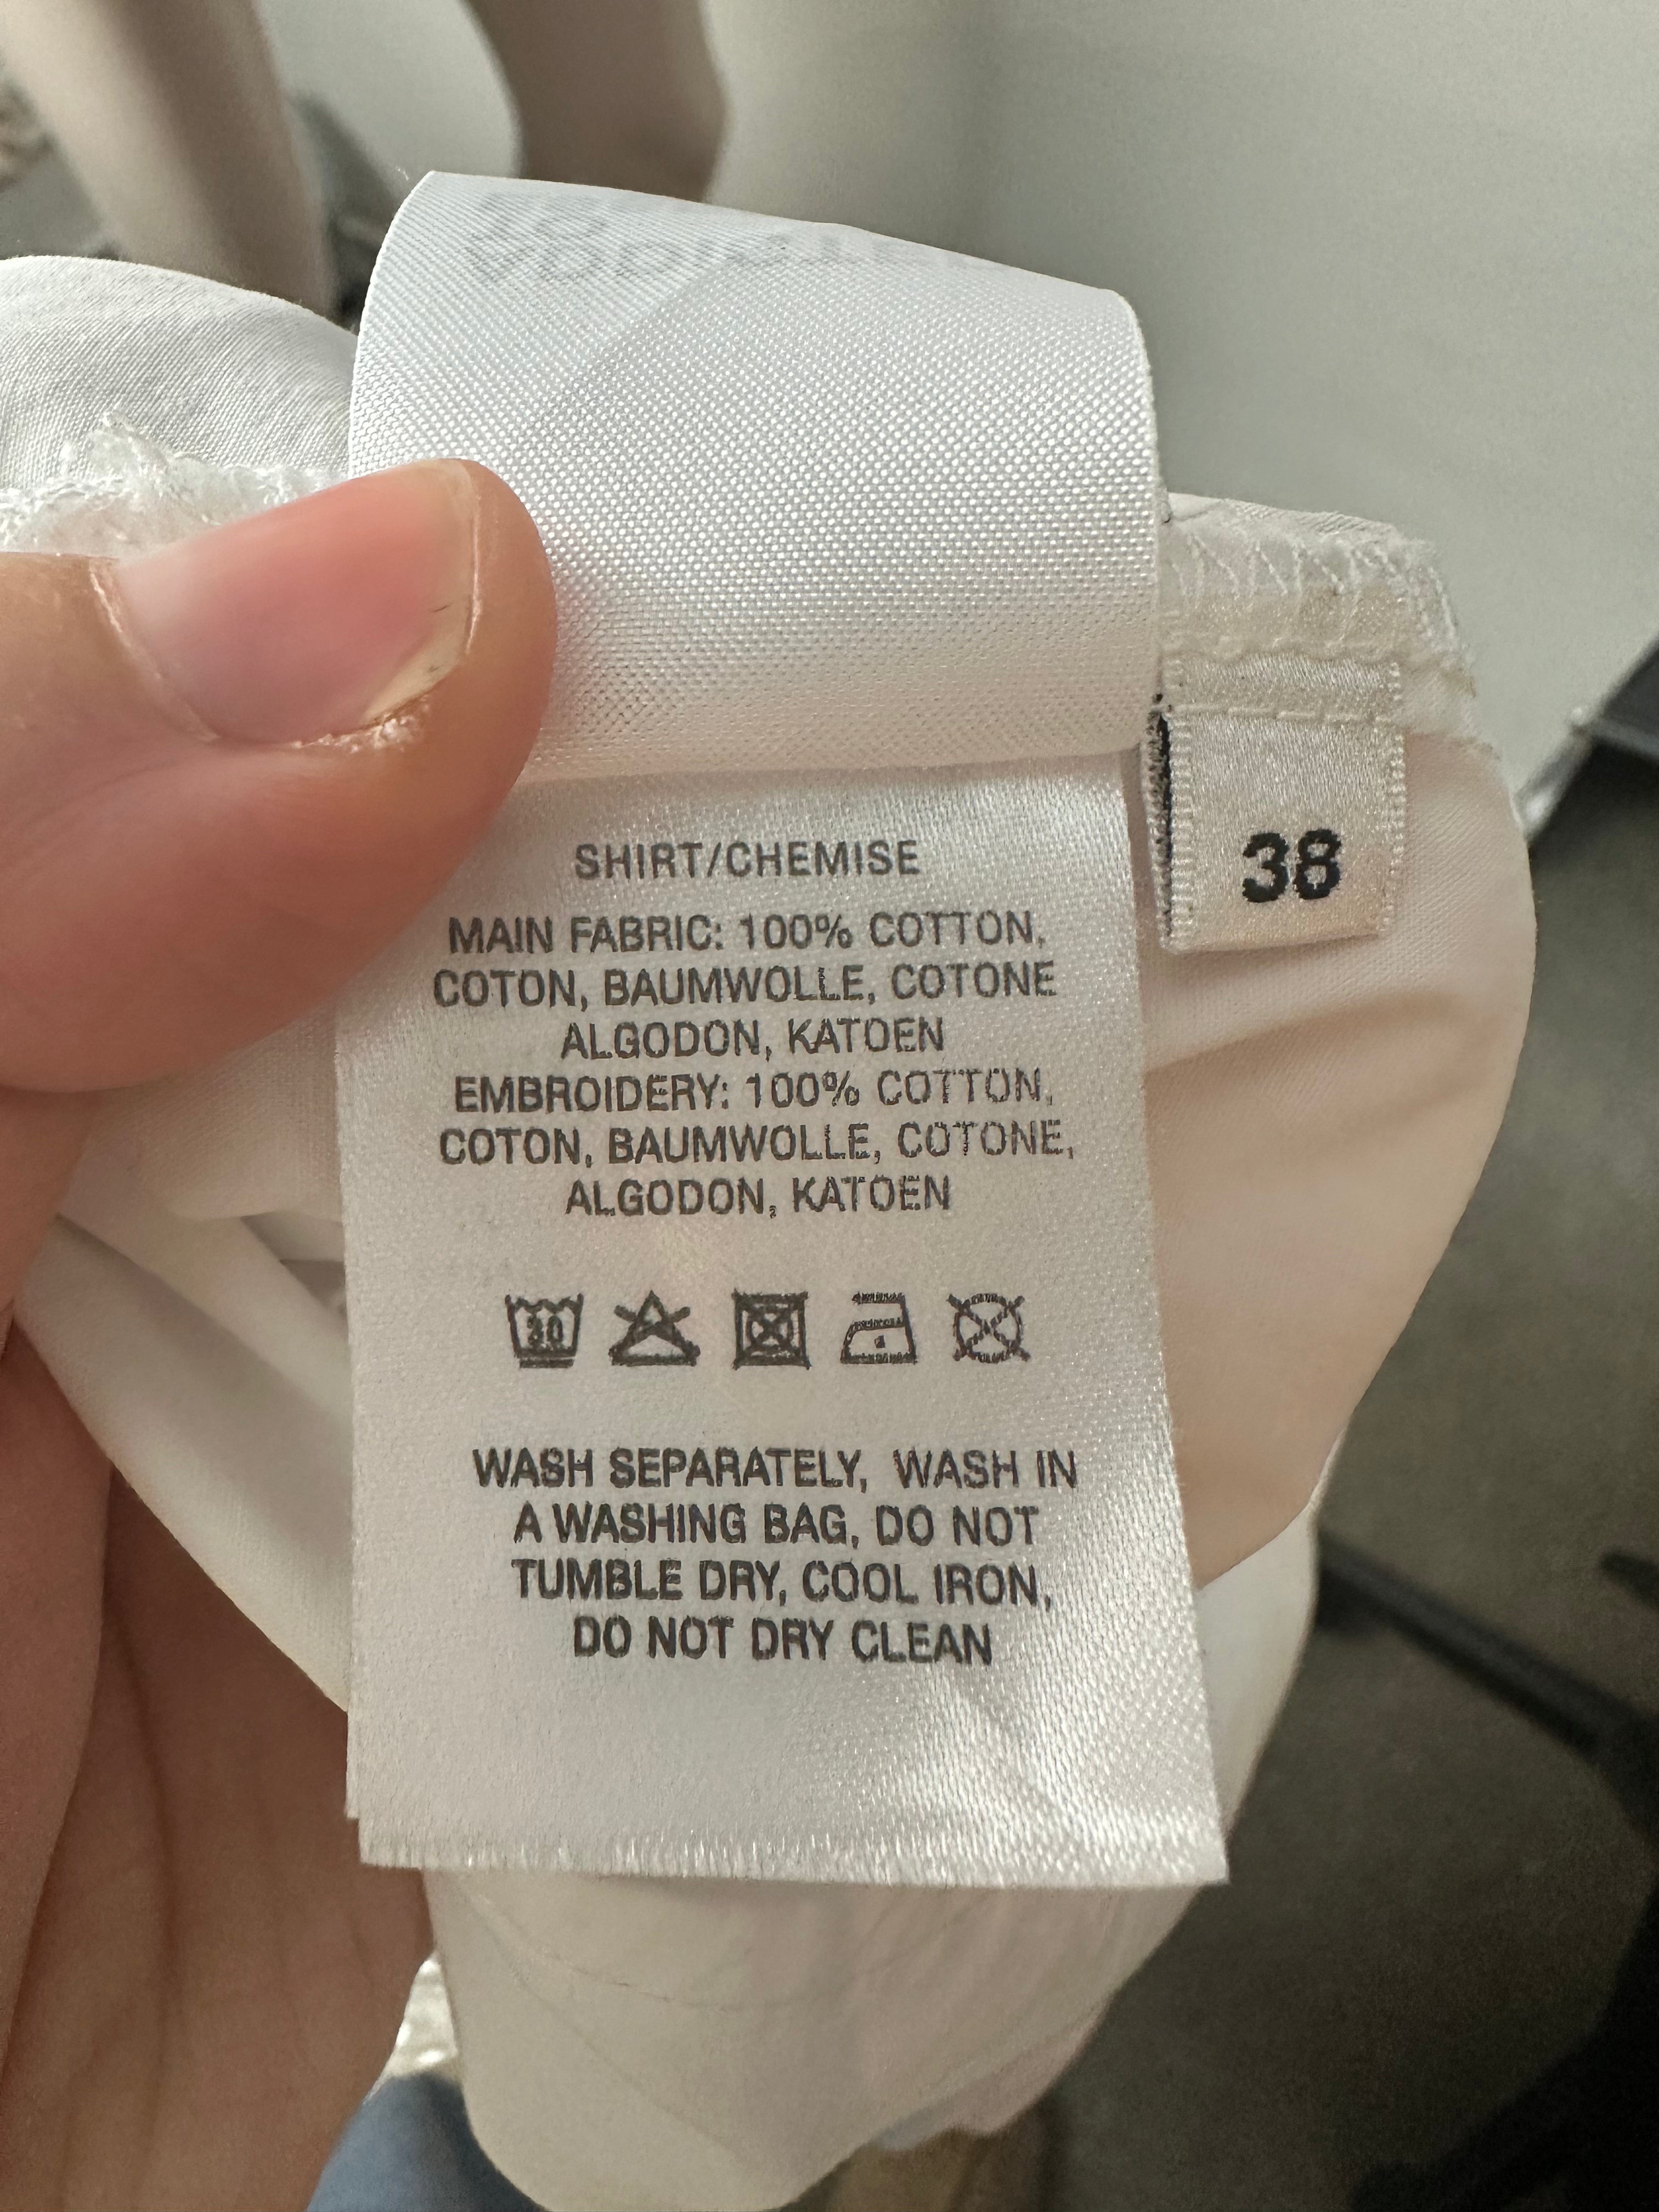 SHIRT/CHEMISE
MAIN FABRIC: 100% COTTON,
COTON, BAUMWOLLE, COTONE
ALGODON, KATOEN
EMBROIDERY: 100% COTTON,
COTON, BAUMWOLLE, COTONE,
ALGODON, KATOEN
30
WASH SEPARATELY, WASH IN
A WASHING BAG, DO NOT
TUMBLE DRY, COOL IRON,
DO NOT DRY CLEAN
38